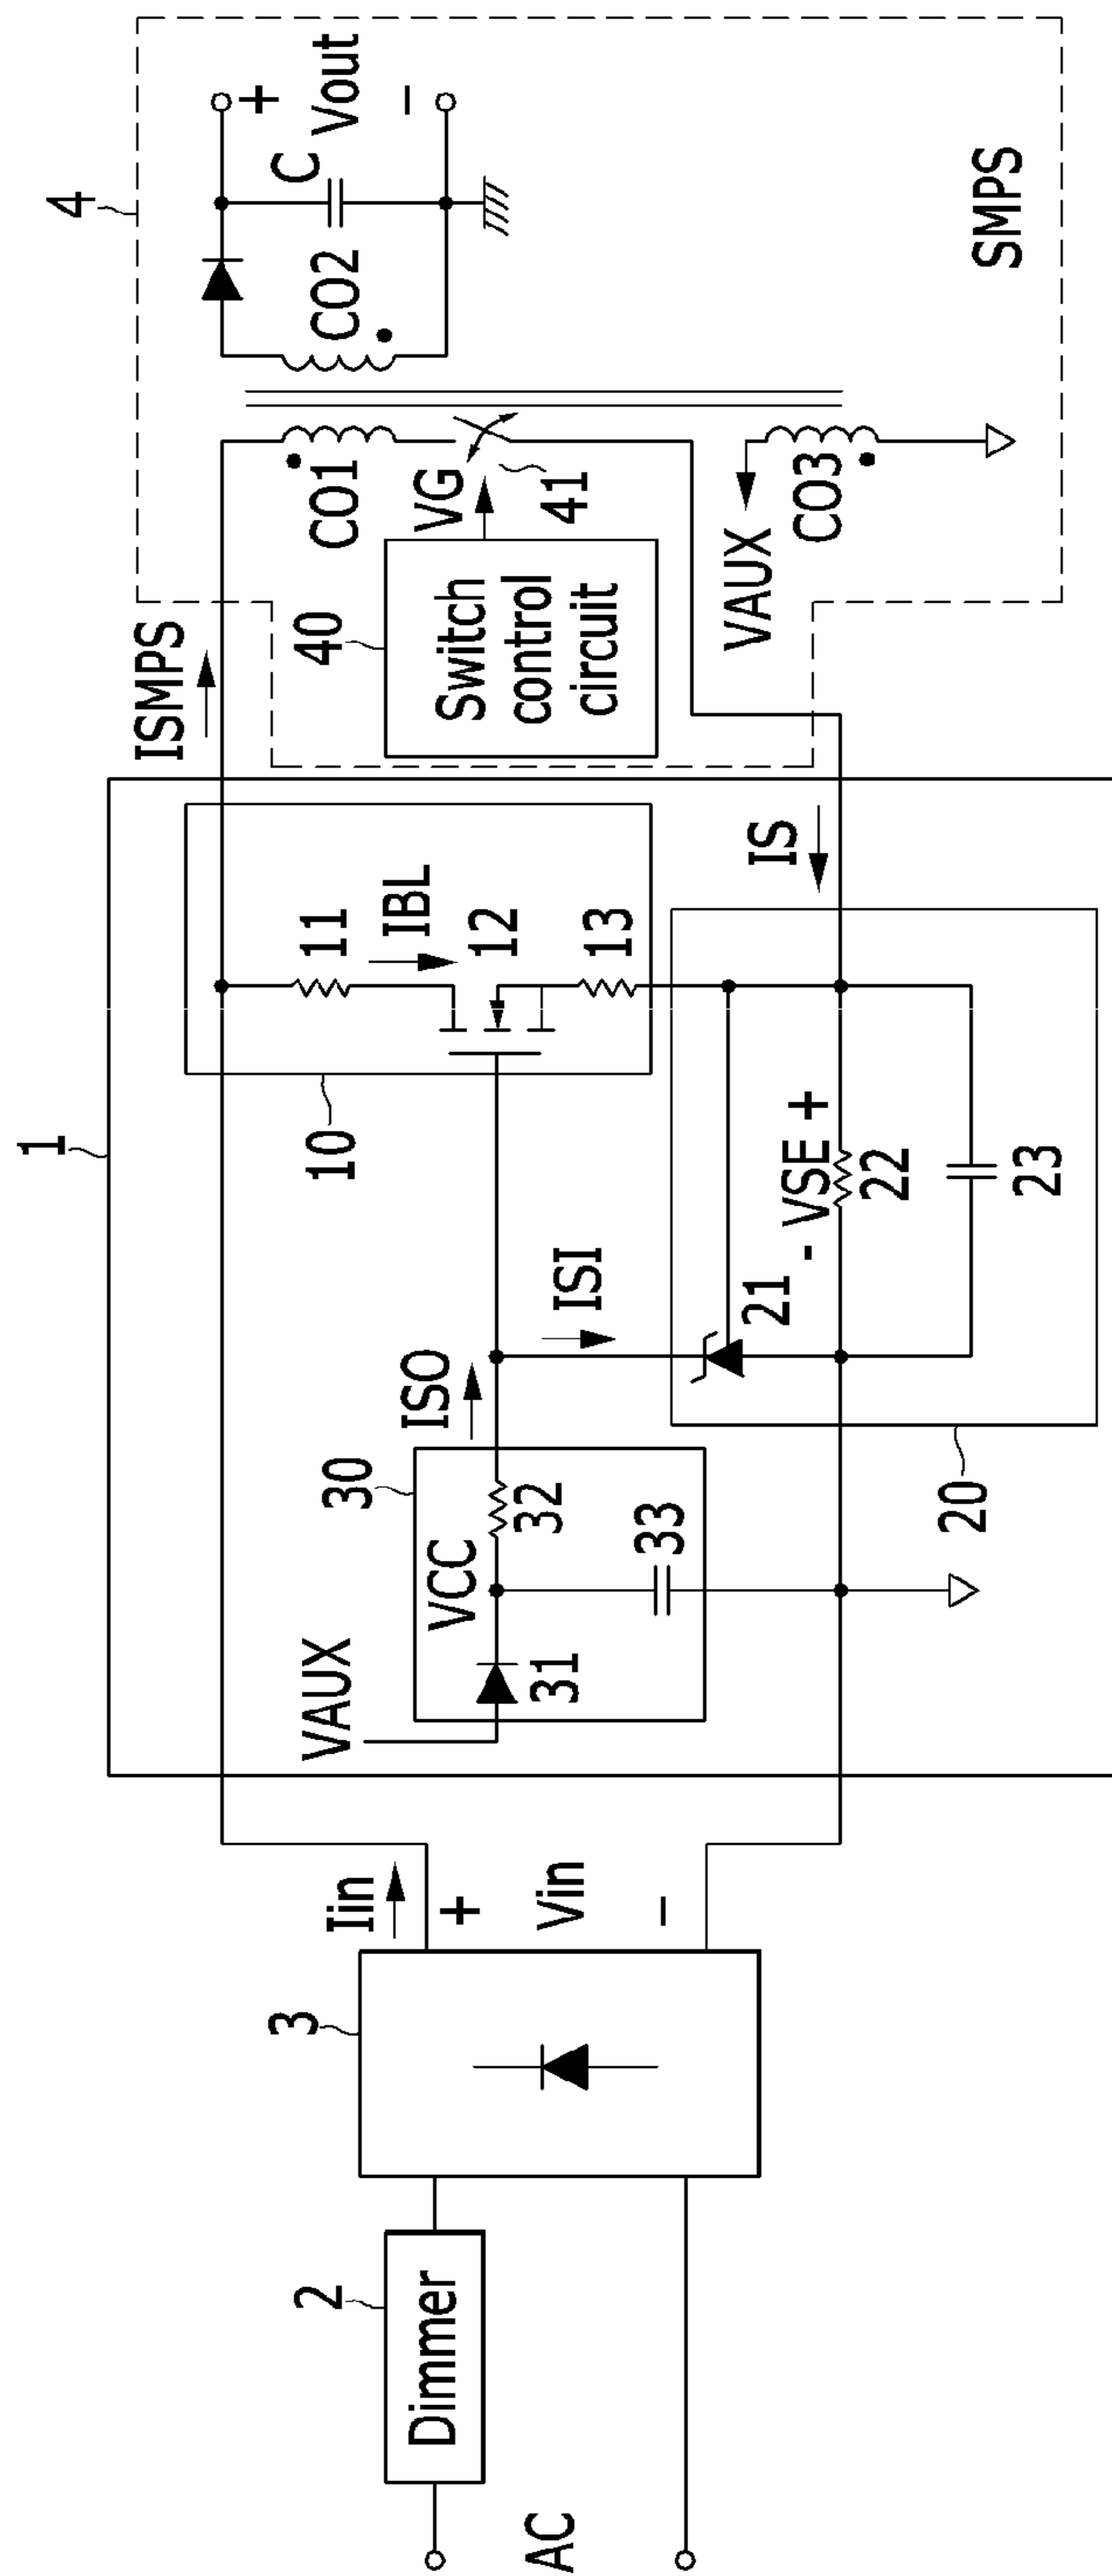 AC
2
Dimmer
3
Iin
+
Vin
-
1
VAUX
30
VCC
31
32
33
ISO
ISI
10
11
IBL
12
13
20
21
- VSE +
22
23
IS
ISMPS
4
40
Switch
control
circuit
VG
41
CO1
CO2
C
+
Vout
-
VAUX
CO3
SMPS